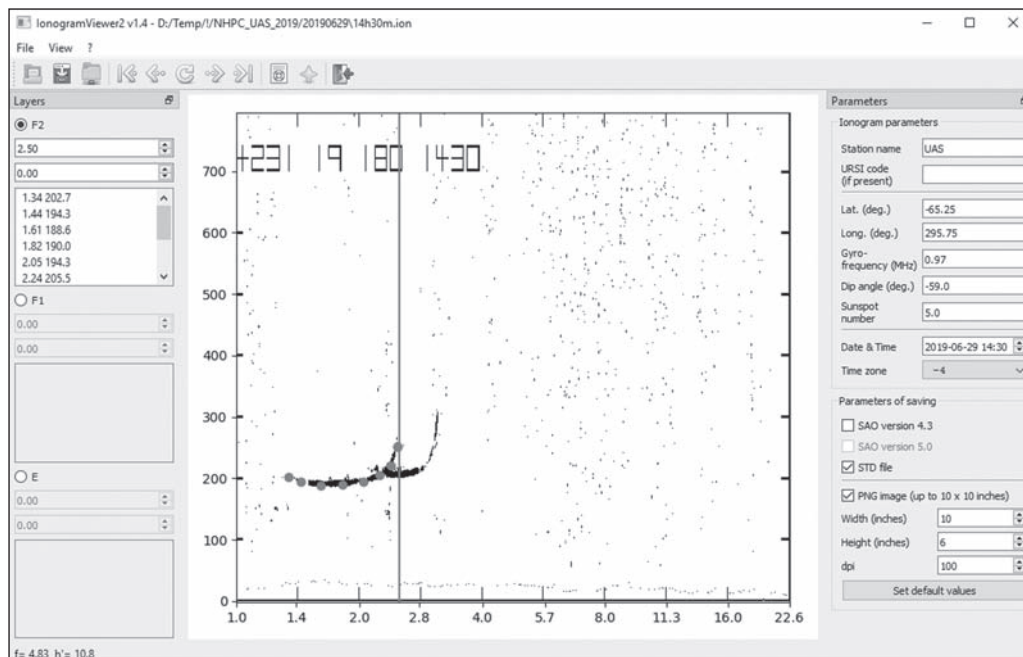 IonogramViewer2 v1.4 - D:/Temp/!/NHPC_UAS_2019/20190629\14h30m.ion
File View ?
Layers
F2
2.50
0.00
1.34 202.7
1.44 194.3
1.61 188.6
1.82 190.0
2.05 194.3
2.24 205.5
F1
0.00
0.00
E
0.00
0.00
f= 4.83 h'= 10.8
19 180 1430
700
600
500
400
300
200
100
0
1.0 1.4 2.0 2.8 4.0 5.7 8.0 11.3 16.0 22.6
Parameters
Ionogram parameters
Station name UAS
URSI code
(if present)
Lat. (deg.) -65.25
Long. (deg.) 295.75
Gyro-
frequency (MHz) 0.97
Dip angle (deg.) -59.0
Sunspot
number 5.0
Date & Time 2019-06-29 14:30
Time zone -4
Parameters of saving
SAO version 4.3
SAO version 5.0
STD file
PNG image (up to 10 x 10 inches)
Width (inches) 10
Height (inches) 6
dpi 100
Set default values